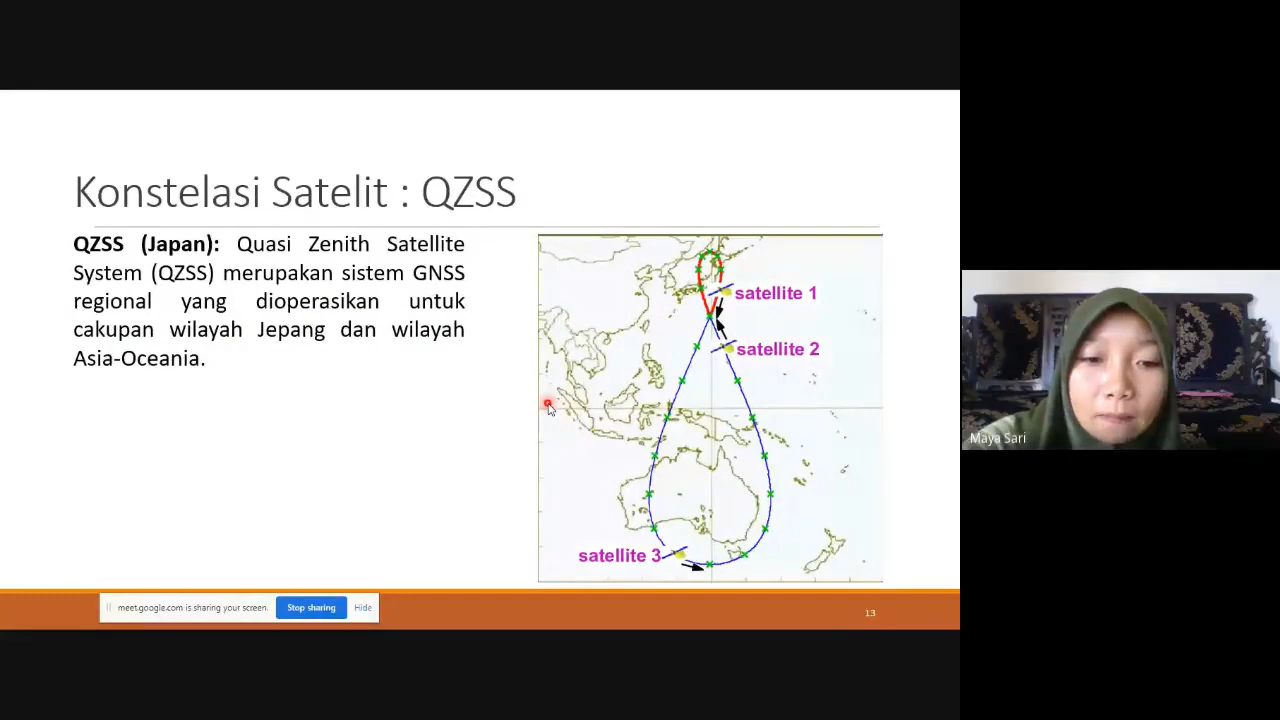 Konstelasi Satelit : QZSS
QZSS (Japan): Quasi Zenith Satellite
System (QZSS) merupakan sistem GNSS
regional yang dioperasikan untuk
cakupan wilayah Jepang dan wilayah
Asia-Oceania.
satellite 1
satellite 2
satellite 3
meet.google.com is sharing your screen.
Stop sharing
Hide
13
Maya Sari